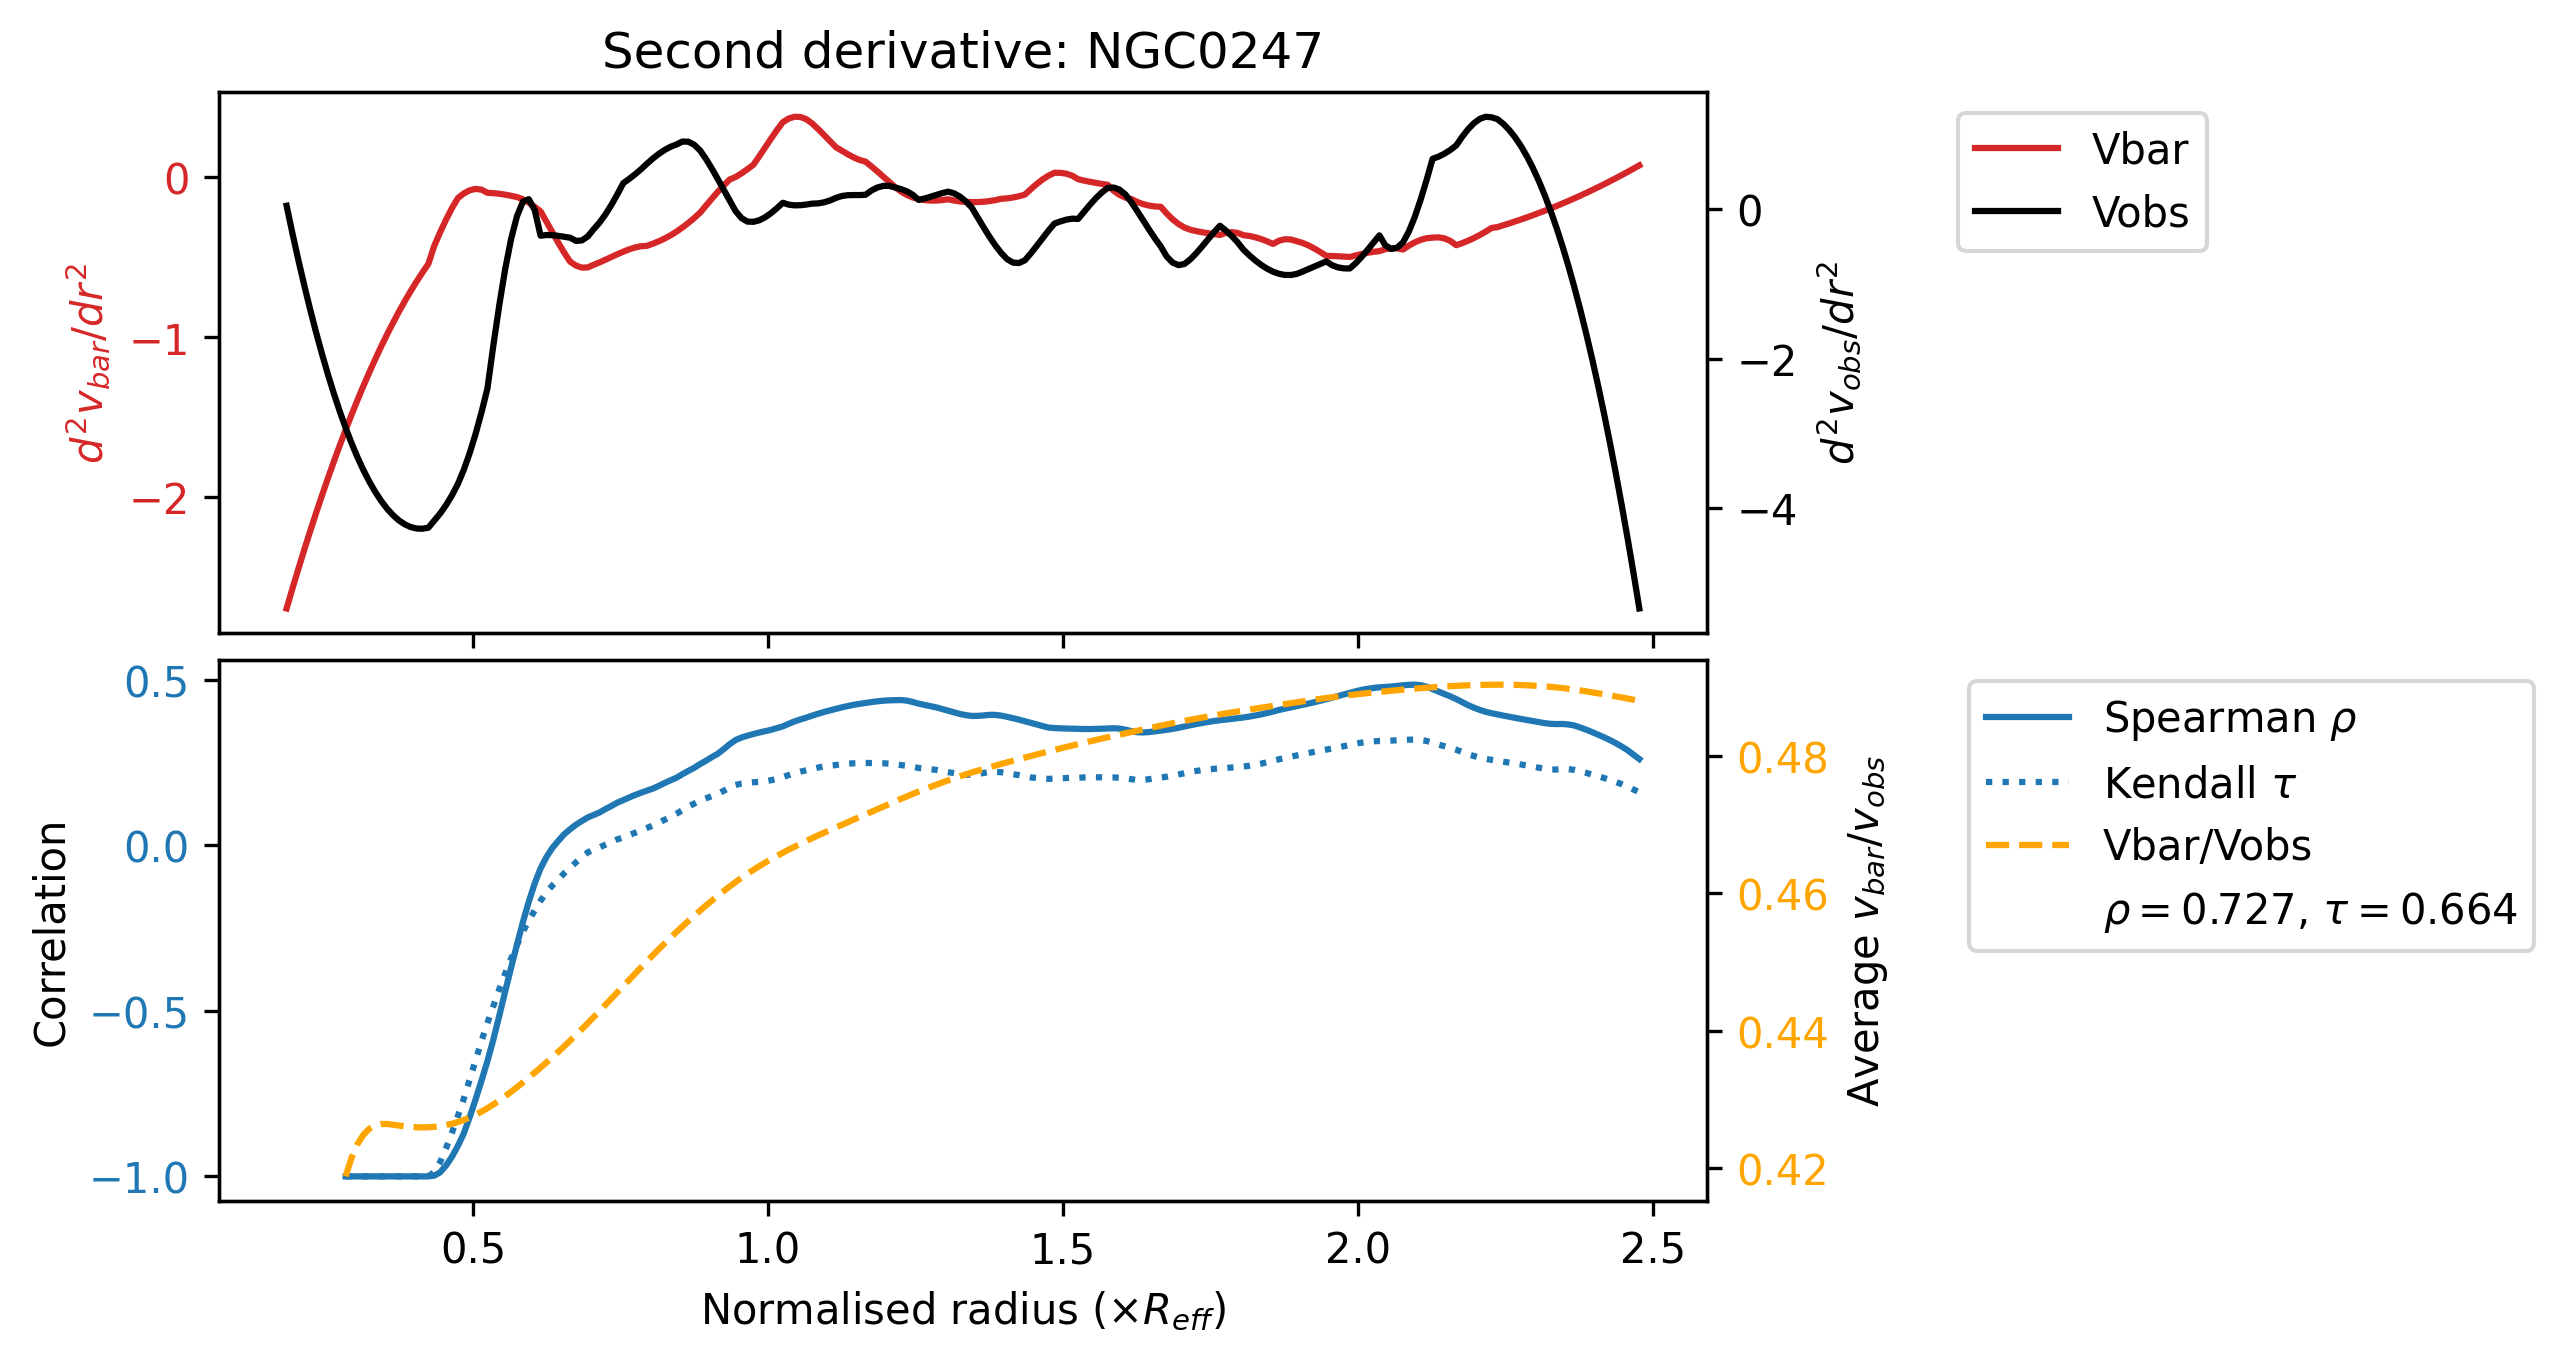 Second derivative: NGC0247
0
−1
−2
d²v_bar/dr²
0
−2
−4
d²v_obs/dr²
Vbar
Vobs
0.5
0.0
−0.5
−1.0
Correlation
0.48
0.46
0.44
0.42
Average v_bar/v_obs
Spearman ρ
Kendall τ
Vbar/Vobs
ρ = 0.727, τ = 0.664
0.5 1.0 1.5 2.0 2.5
Normalised radius (×R_eff)